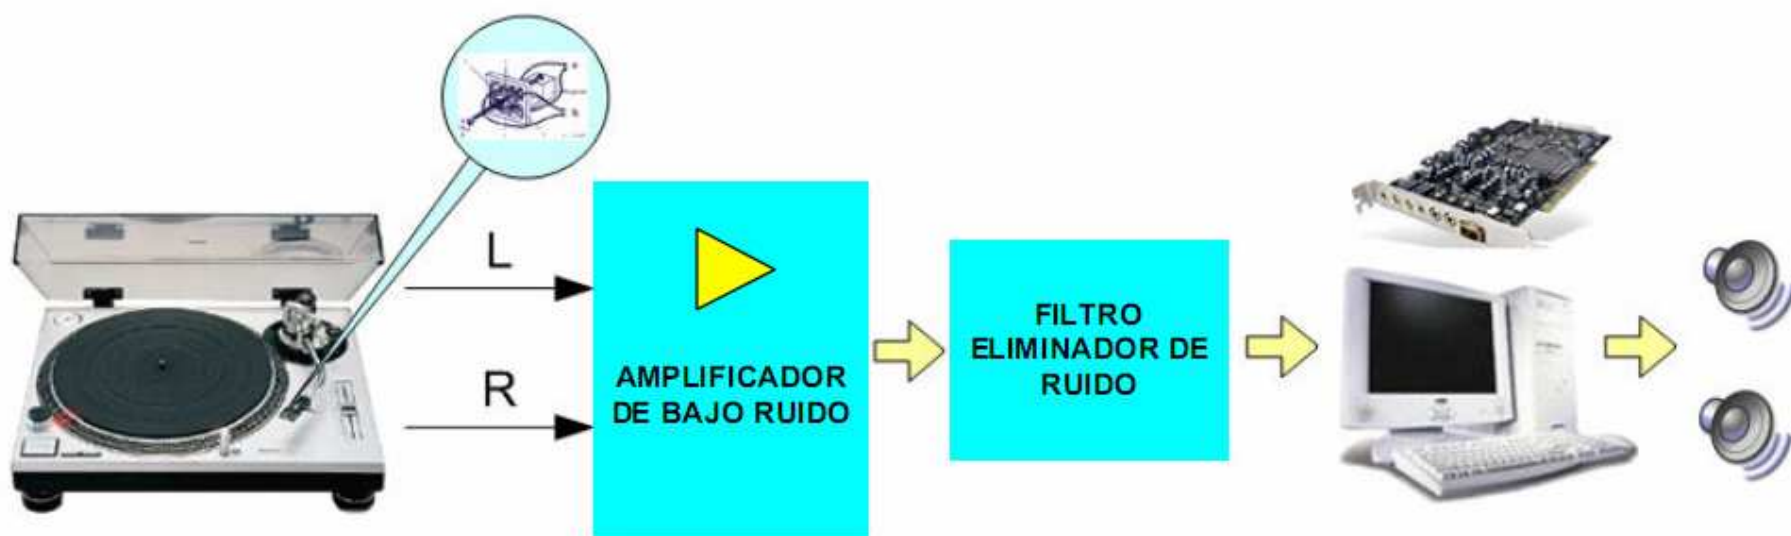 L
R
AMPLIFICADOR
DE BAJO RUIDO
FILTRO
ELIMINADOR DE
RUIDO